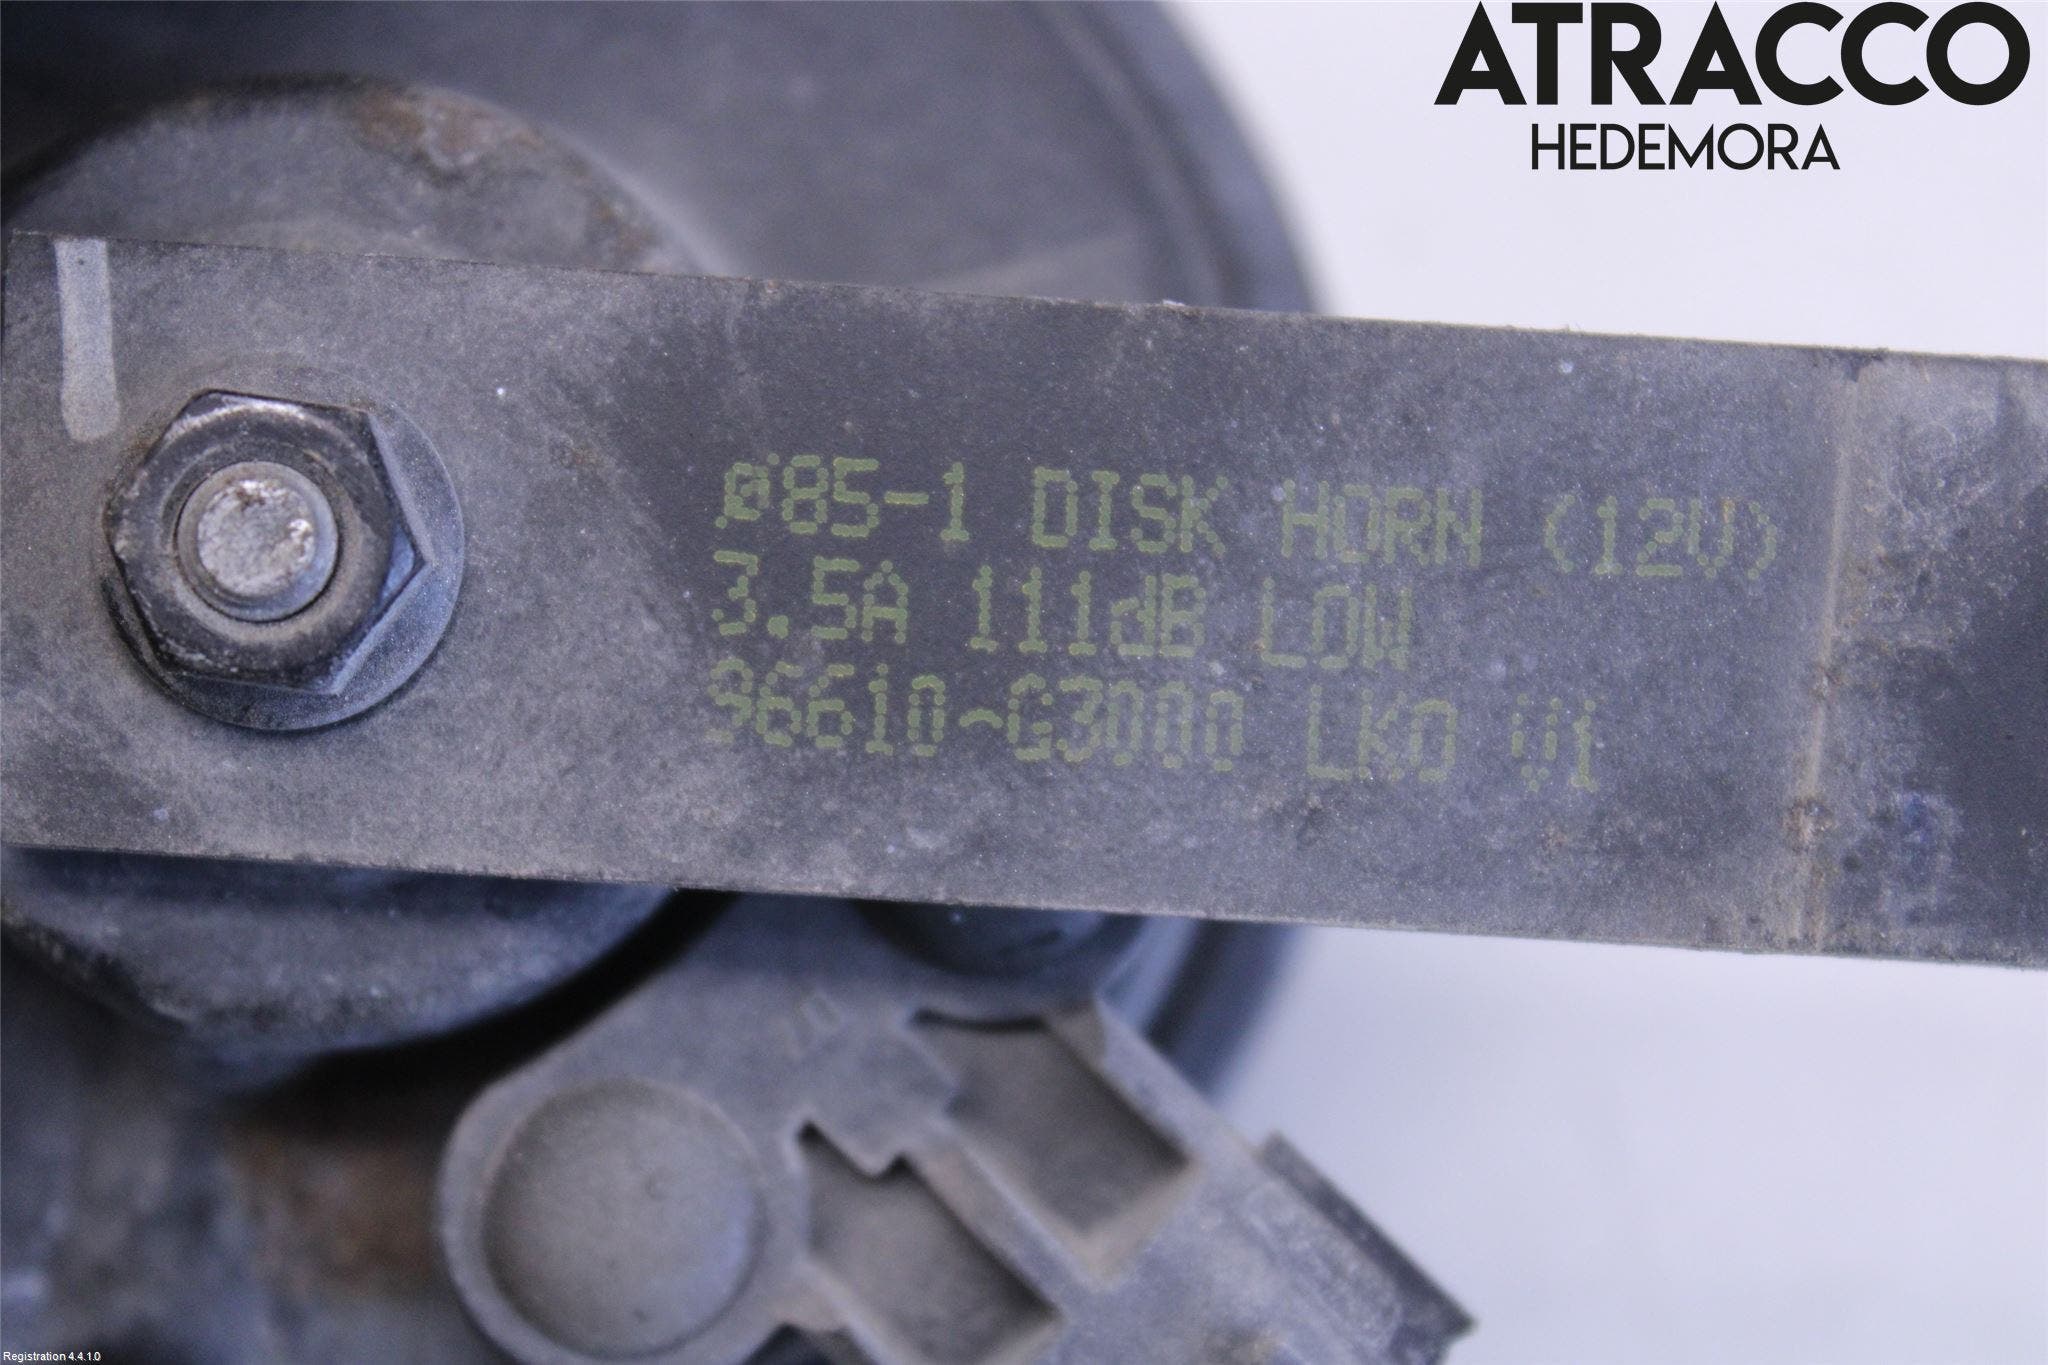 ATRACCO
HEDEMORA
ø85-1 DISK HORN (12V)
3.5A 111dB LOW
96610-G3000 LKO V1
Registration 4.4.1.0